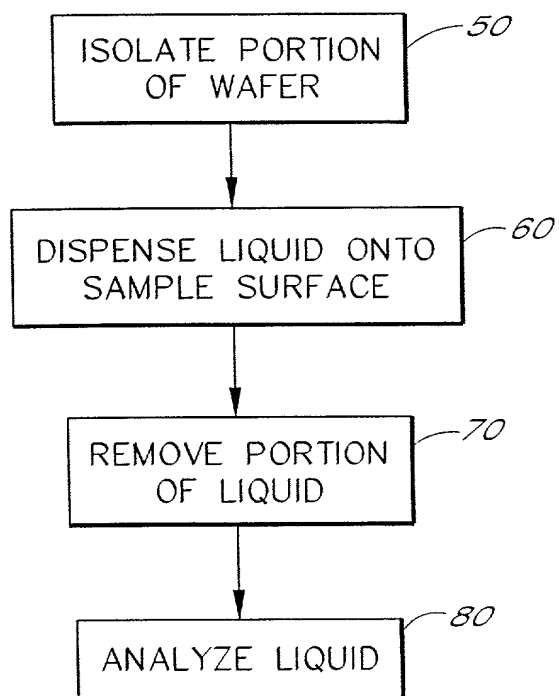 50
ISOLATE PORTION
OF WAFER
60
DISPENSE LIQUID ONTO
SAMPLE SURFACE
70
REMOVE PORTION
OF LIQUID
80
ANALYZE LIQUID